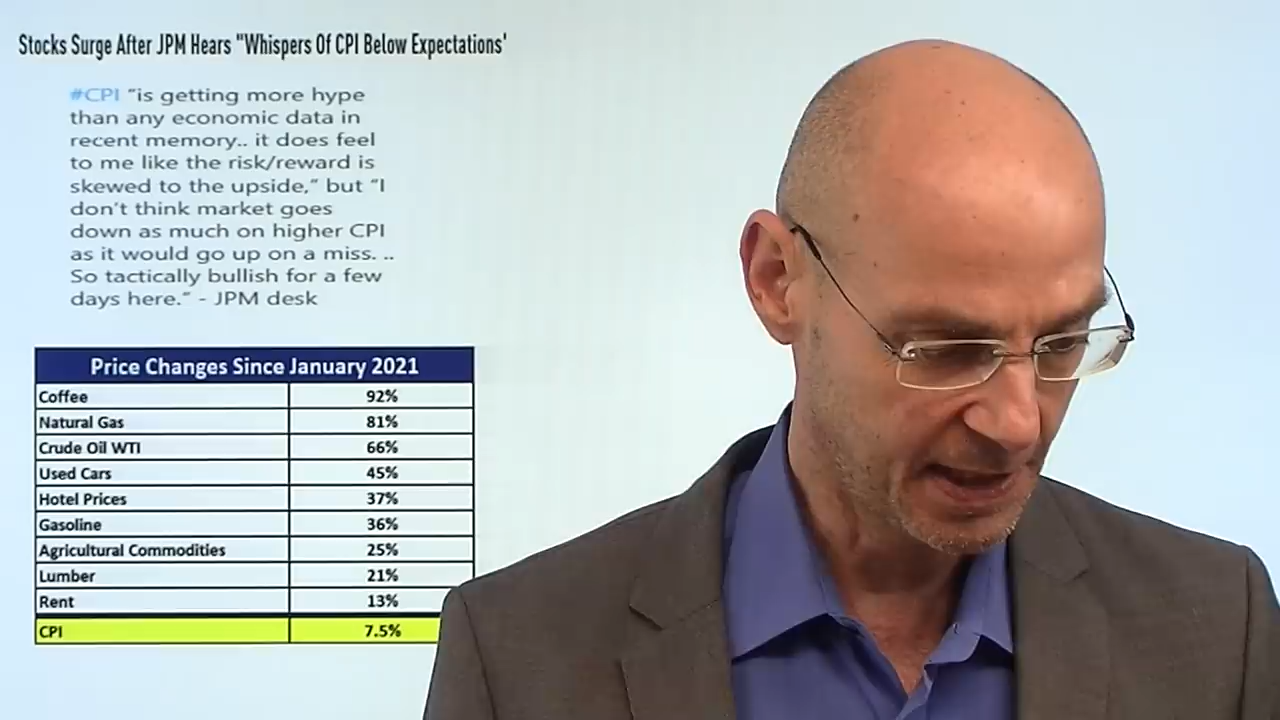 Stocks Surge After JPM Hears "Whispers Of CPI Below Expectations'
#CPI “is getting more hype
than any economic data in
recent memory.. it does feel
to me like the risk/reward is
skewed to the upside,” but “I
don’t think market goes
down as much on higher CPI
as it would go up on a miss. ..
So tactically bullish for a few
days here.” - JPM desk
Price Changes Since January 2021
Coffee 92%
Natural Gas 81%
Crude Oil WTI 66%
Used Cars 45%
Hotel Prices 37%
Gasoline 36%
Agricultural Commodities 25%
Lumber 21%
Rent 13%
CPI 7.5%